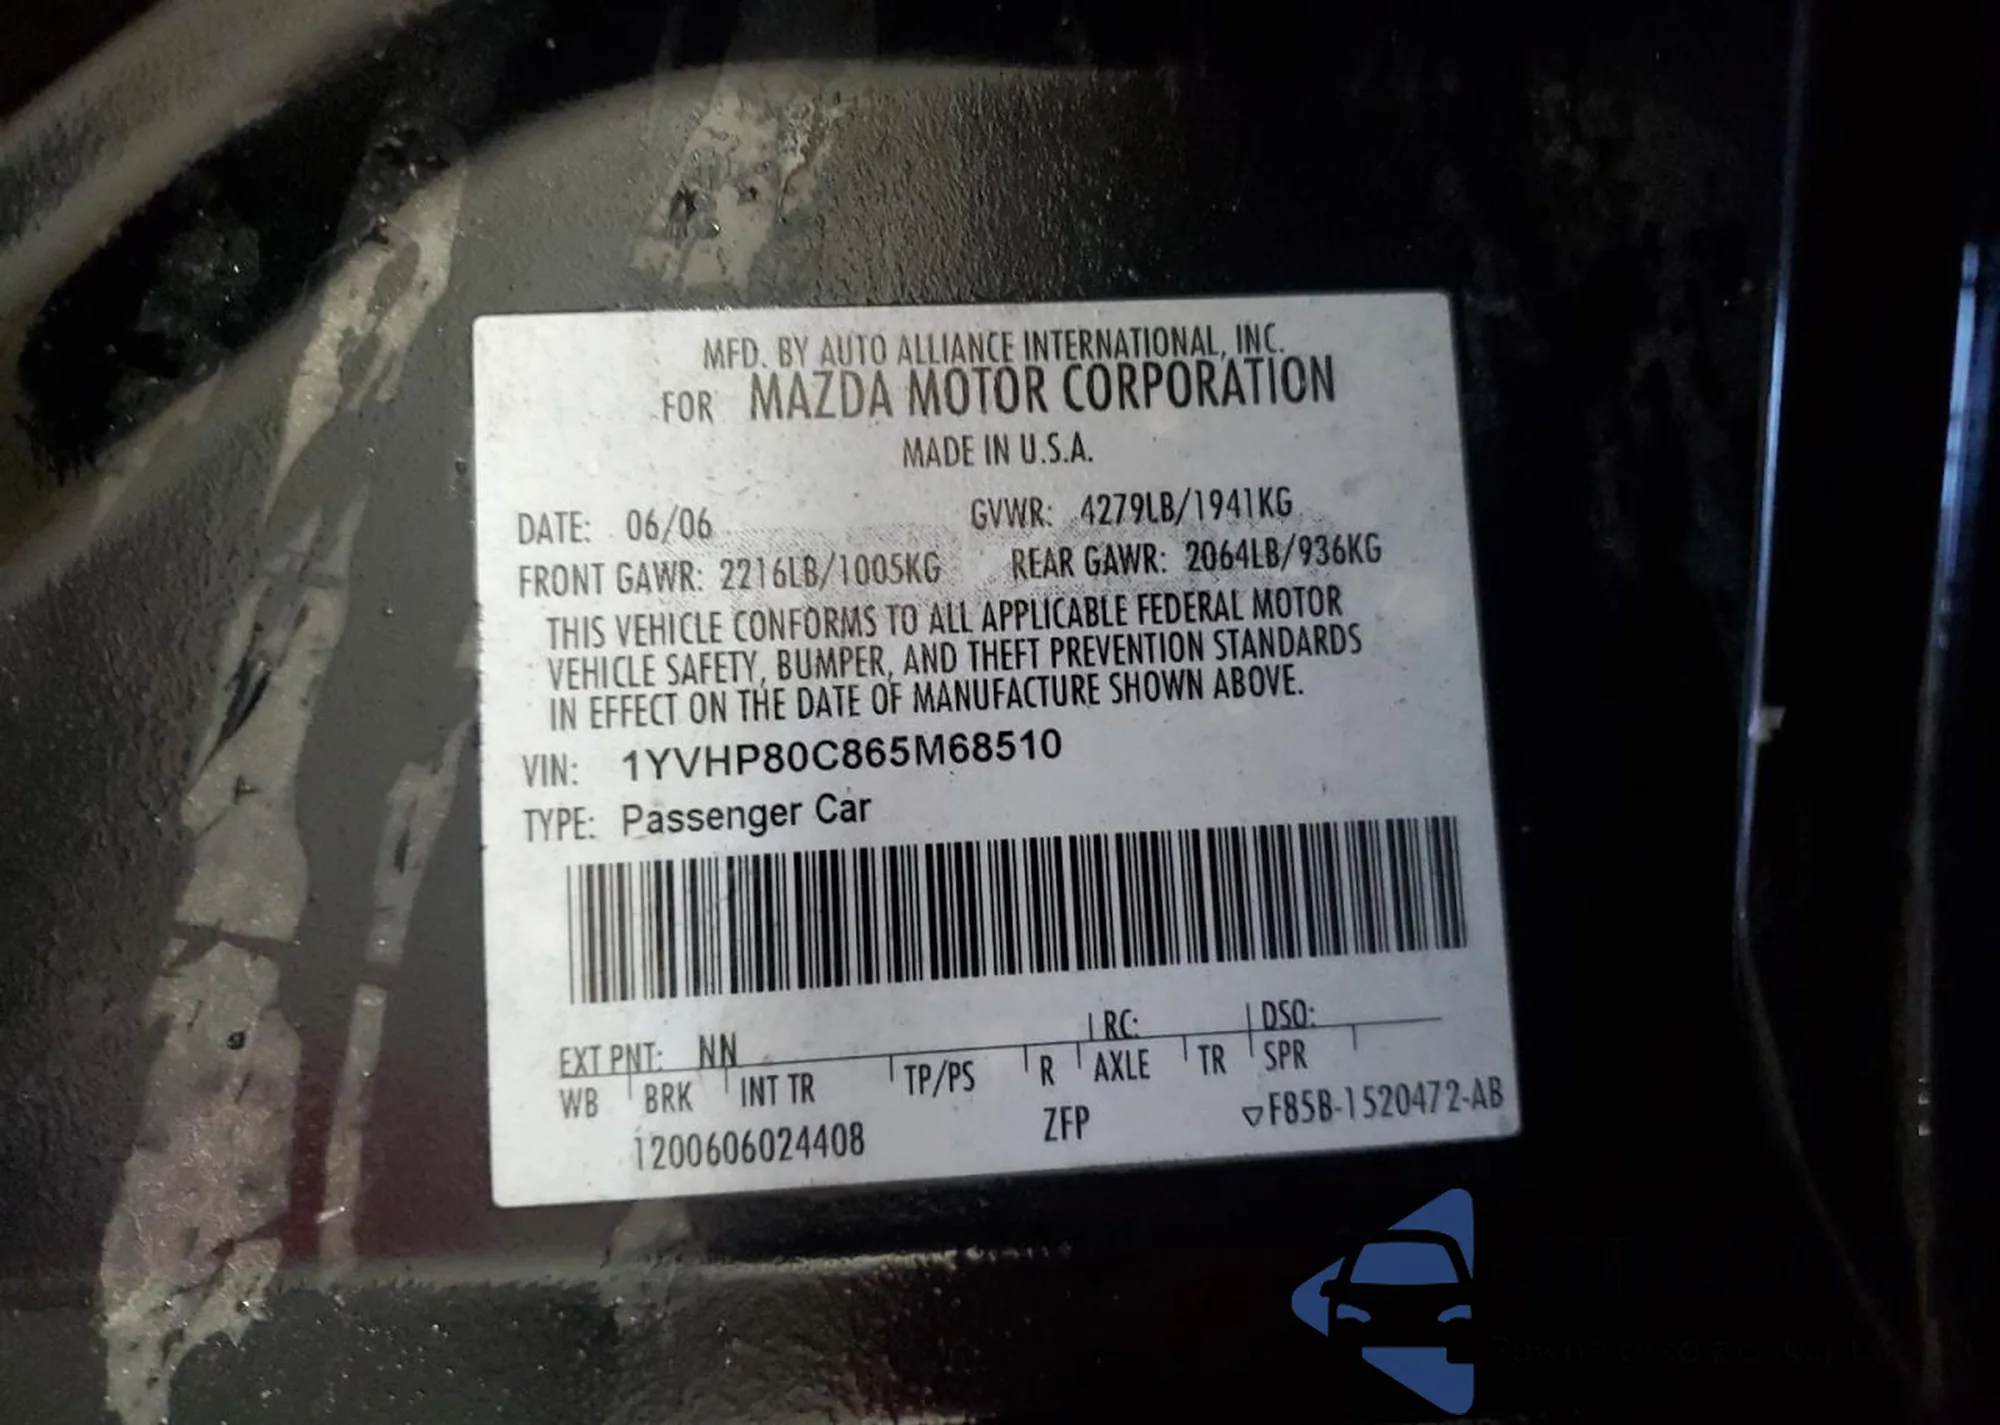 MFD. BY AUTO ALLIANCE INTERNATIONAL, INC.
FOR MAZDA MOTOR CORPORATION
MADE IN U.S.A.
DATE: 06/06 GVWR: 4279LB/1941KG
FRONT GAWR: 2216LB/1005KG REAR GAWR: 2064LB/936KG
THIS VEHICLE CONFORMS TO ALL APPLICABLE FEDERAL MOTOR
VEHICLE SAFETY, BUMPER, AND THEFT PREVENTION STANDARDS
IN EFFECT ON THE DATE OF MANUFACTURE SHOWN ABOVE.
VIN: 1YVHP80C865M68510
TYPE: Passenger Car
EXT PNT: NN RC: DSO:
WB BRK INT TR TP/PS R AXLE TR SPR
1200606024408 ZFP F85B-1520472-AB